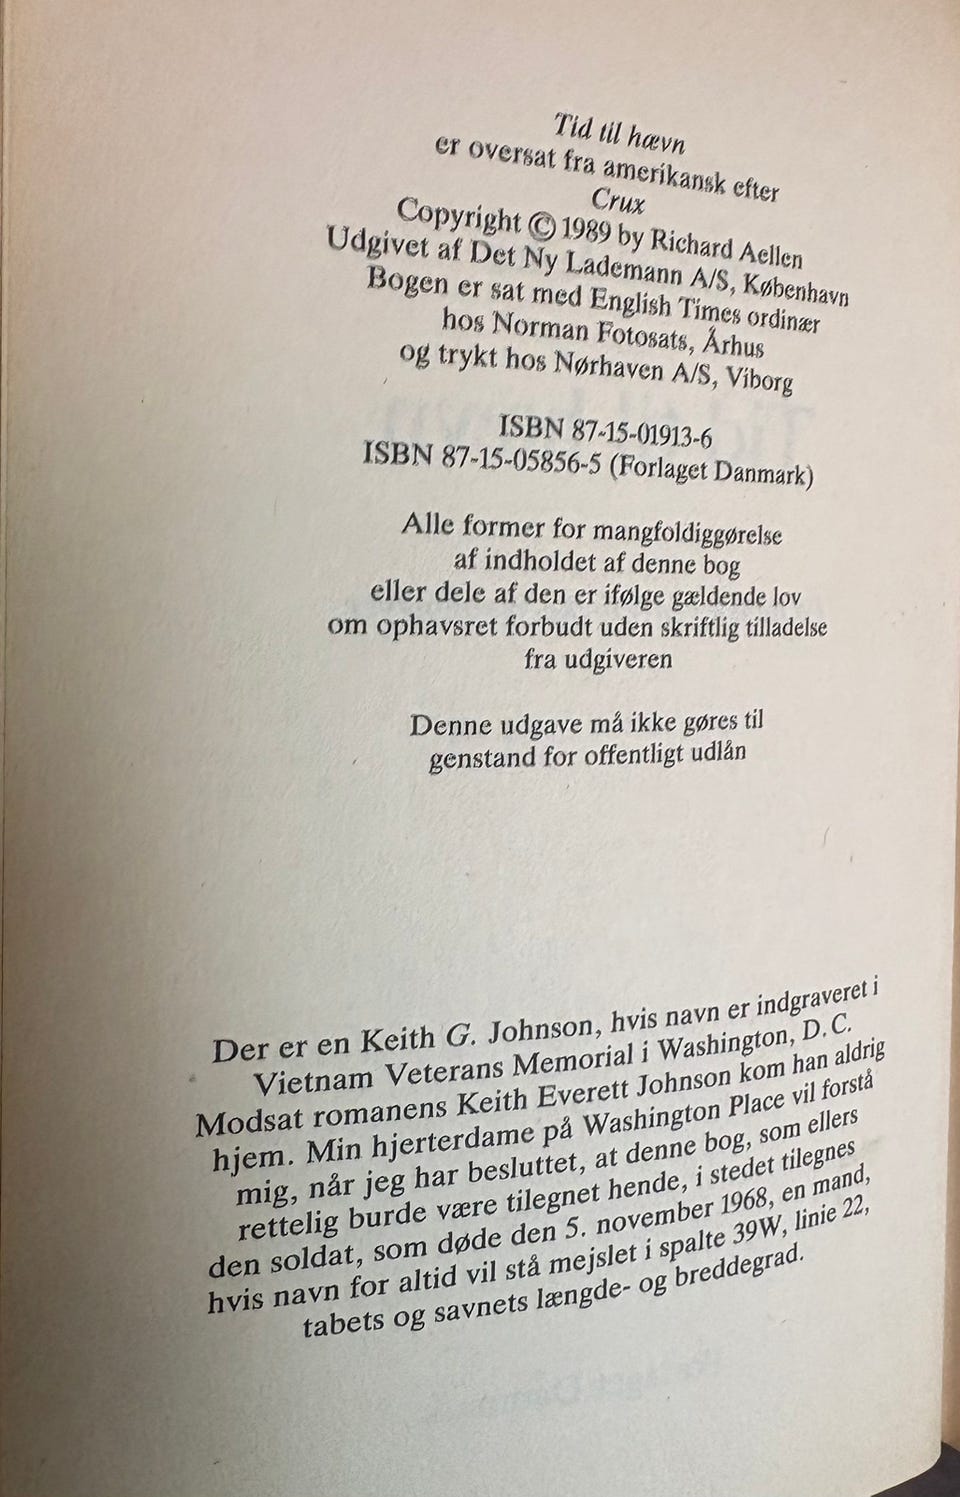 Tid til hævn
er oversat fra amerikansk efter
Crux
Copyright © 1989 by Richard Aellen
Udgivet af Det Ny Lademann A/S, København
Bogen er sat med English Times ordinær
hos Norman Fotosats, Århus
og trykt hos Nørhaven A/S, Viborg
ISBN 87-15-01913-6
ISBN 87-15-05856-5 (Forlaget Danmark)
Alle former for mangfoldiggørelse
af indholdet af denne bog
eller dele af den er ifølge gældende lov
om ophavsret forbudt uden skriftlig tilladelse
fra udgiveren
Denne udgave må ikke gøres til
genstand for offentligt udlån
Der er en Keith G. Johnson, hvis navn er indgraveret i
Vietnam Veterans Memorial i Washington, D.C.
Modsat romanens Keith Everett Johnson kom han aldrig
hjem. Min hjerterdame på Washington Place vil forstå
mig, når jeg har besluttet, at denne bog, som ellers
rettelig burde være tilegnet hende, i stedet tilegnes
den soldat, som døde den 5. november 1968, en mand,
hvis navn for altid vil stå mejslet i spalte 39W, linie 22,
tabets og savnets længde- og breddegrad.